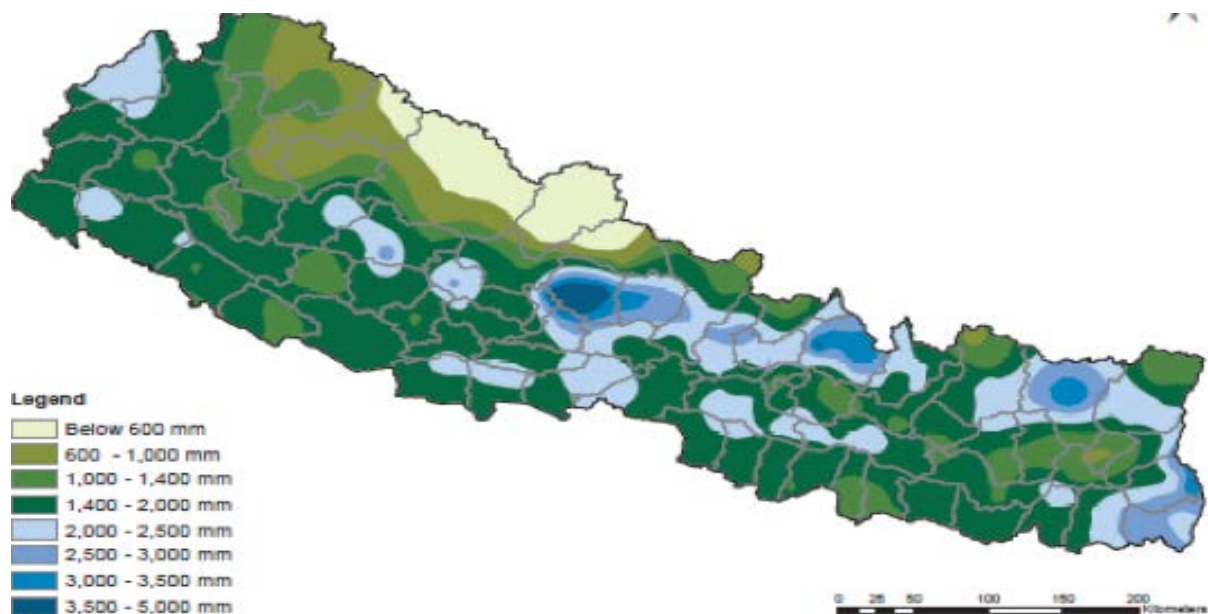 Legend
Below 600 mm
600 - 1,000 mm
1,000 - 1,400 mm
1,400 - 2,000 mm
2,000 - 2,500 mm
2,500 - 3,000 mm
3,000 - 3,500 mm
3,500 - 5,000 mm
0 25 50 100 150 200
Kilometers